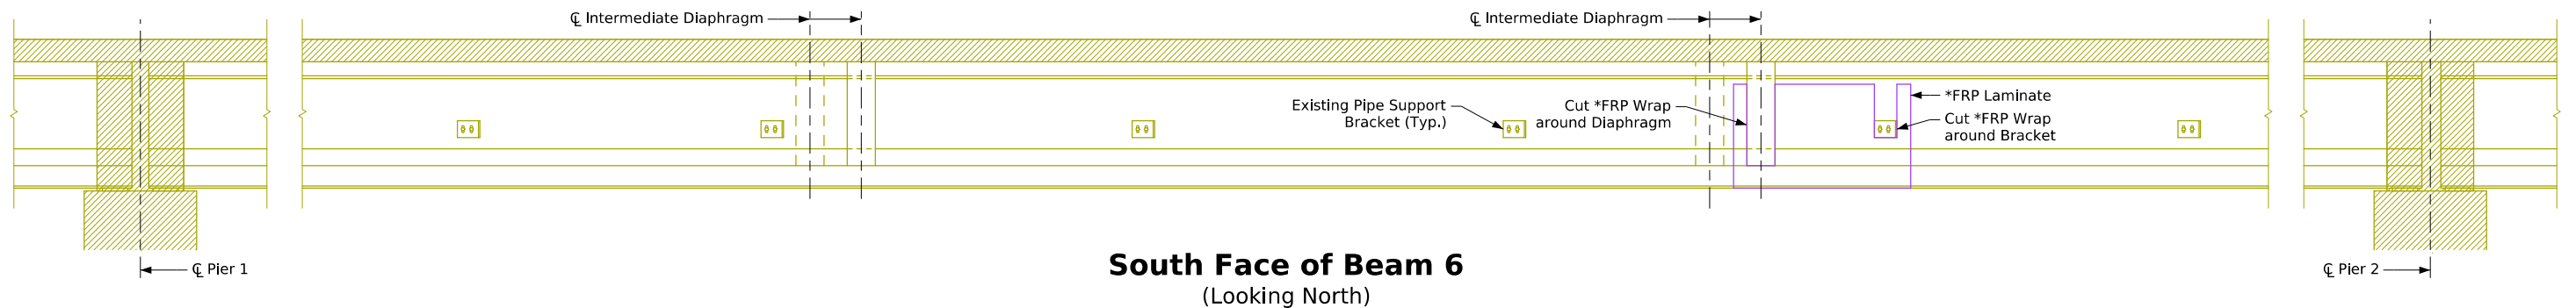 ℄ Intermediate Diaphragm
℄ Intermediate Diaphragm
Existing Pipe Support
Bracket (Typ.)
Cut *FRP Wrap
around Diaphragm
*FRP Laminate
Cut *FRP Wrap
around Bracket
℄ Pier 1
℄ Pier 2
South Face of Beam 6
(Looking North)